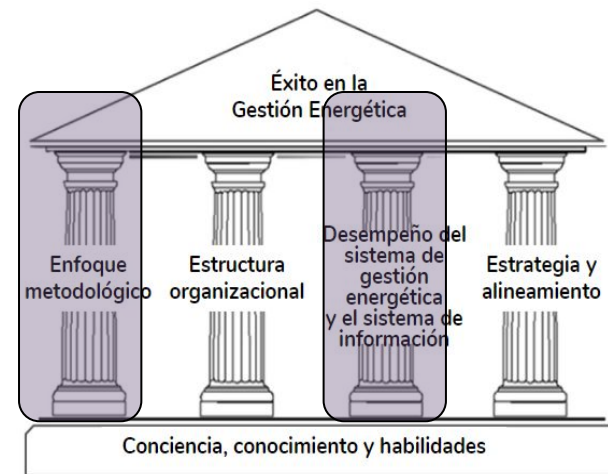 Éxito en la
Gestión Energética
Enfoque
metodológico
Estructura
organizacional
Desempeño del
sistema de
gestión
energética
y el sistema de
información
Estrategia y
alineamiento
Conciencia, conocimiento y habilidades